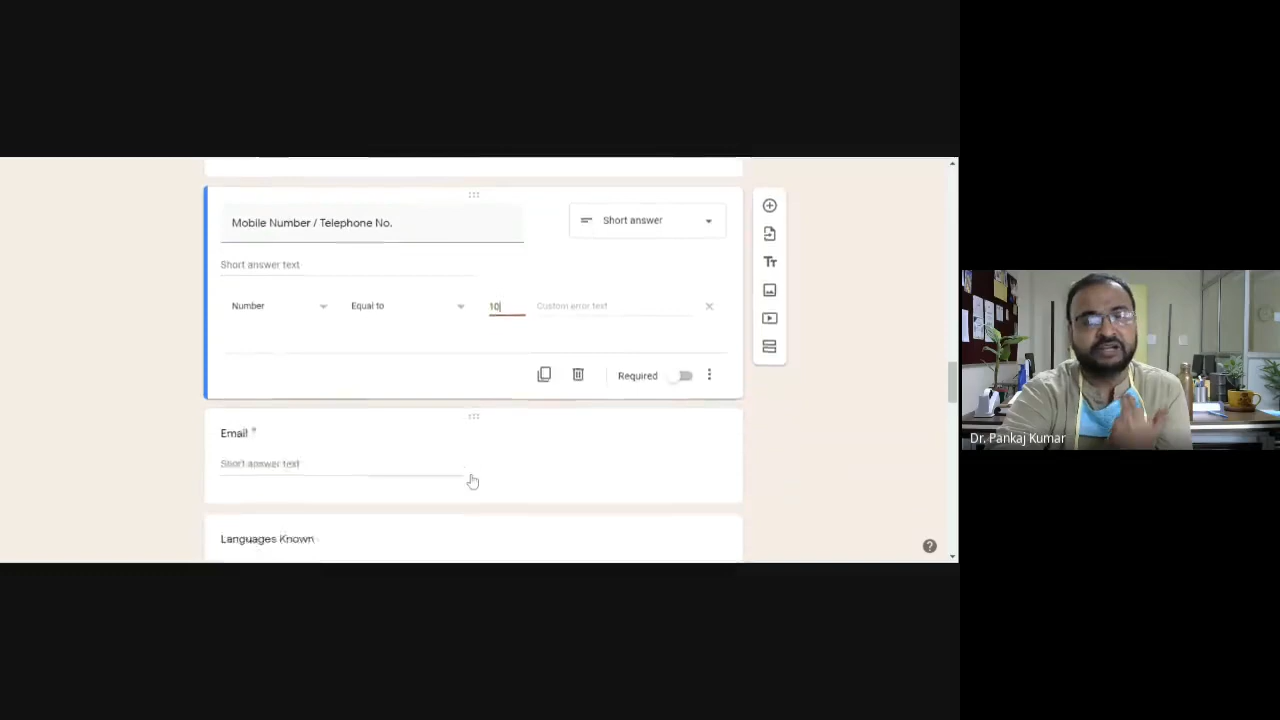 Mobile Number / Telephone No.
Short answer
Short answer text
Number
Equal to
10
Custom error text
Required
Email *
Short answer text
Languages Known
Dr. Pankaj Kumar